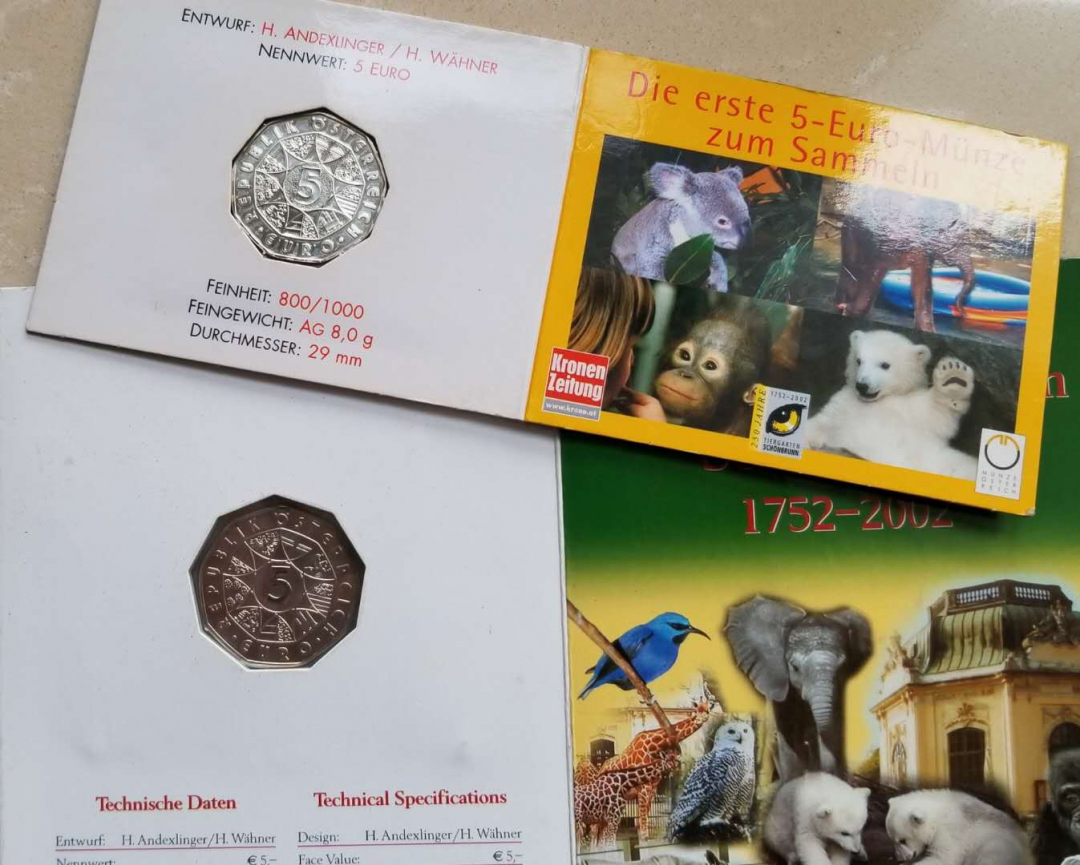 ENTWURF: H. ANDEXLINGER / H. WÄHNER
NENNWERT: 5 EURO
REPUBLIK ÖSTERREICH
5
EURO
FEINHEIT: 800/1000
FEINGEWICHT: AG 8,0 g
DURCHMESSER: 29 mm
Die erste 5-Euro-Münze
zum Sammeln
Kronen
Zeitung
www.krone.at
250 JAHRE
1752-2002
TIERGARTEN
SCHÖNBRUNN
MÜNZE
ÖSTER
REICH
1752–2002
REPUBLIK ÖSTERREICH
5
EURO
Technische Daten
Entwurf: H. Andexlinger/H. Wähner
Nennwert: € 5,–
Technical Specifications
Design: H. Andexlinger/H. Wähner
Face Value: € 5,–